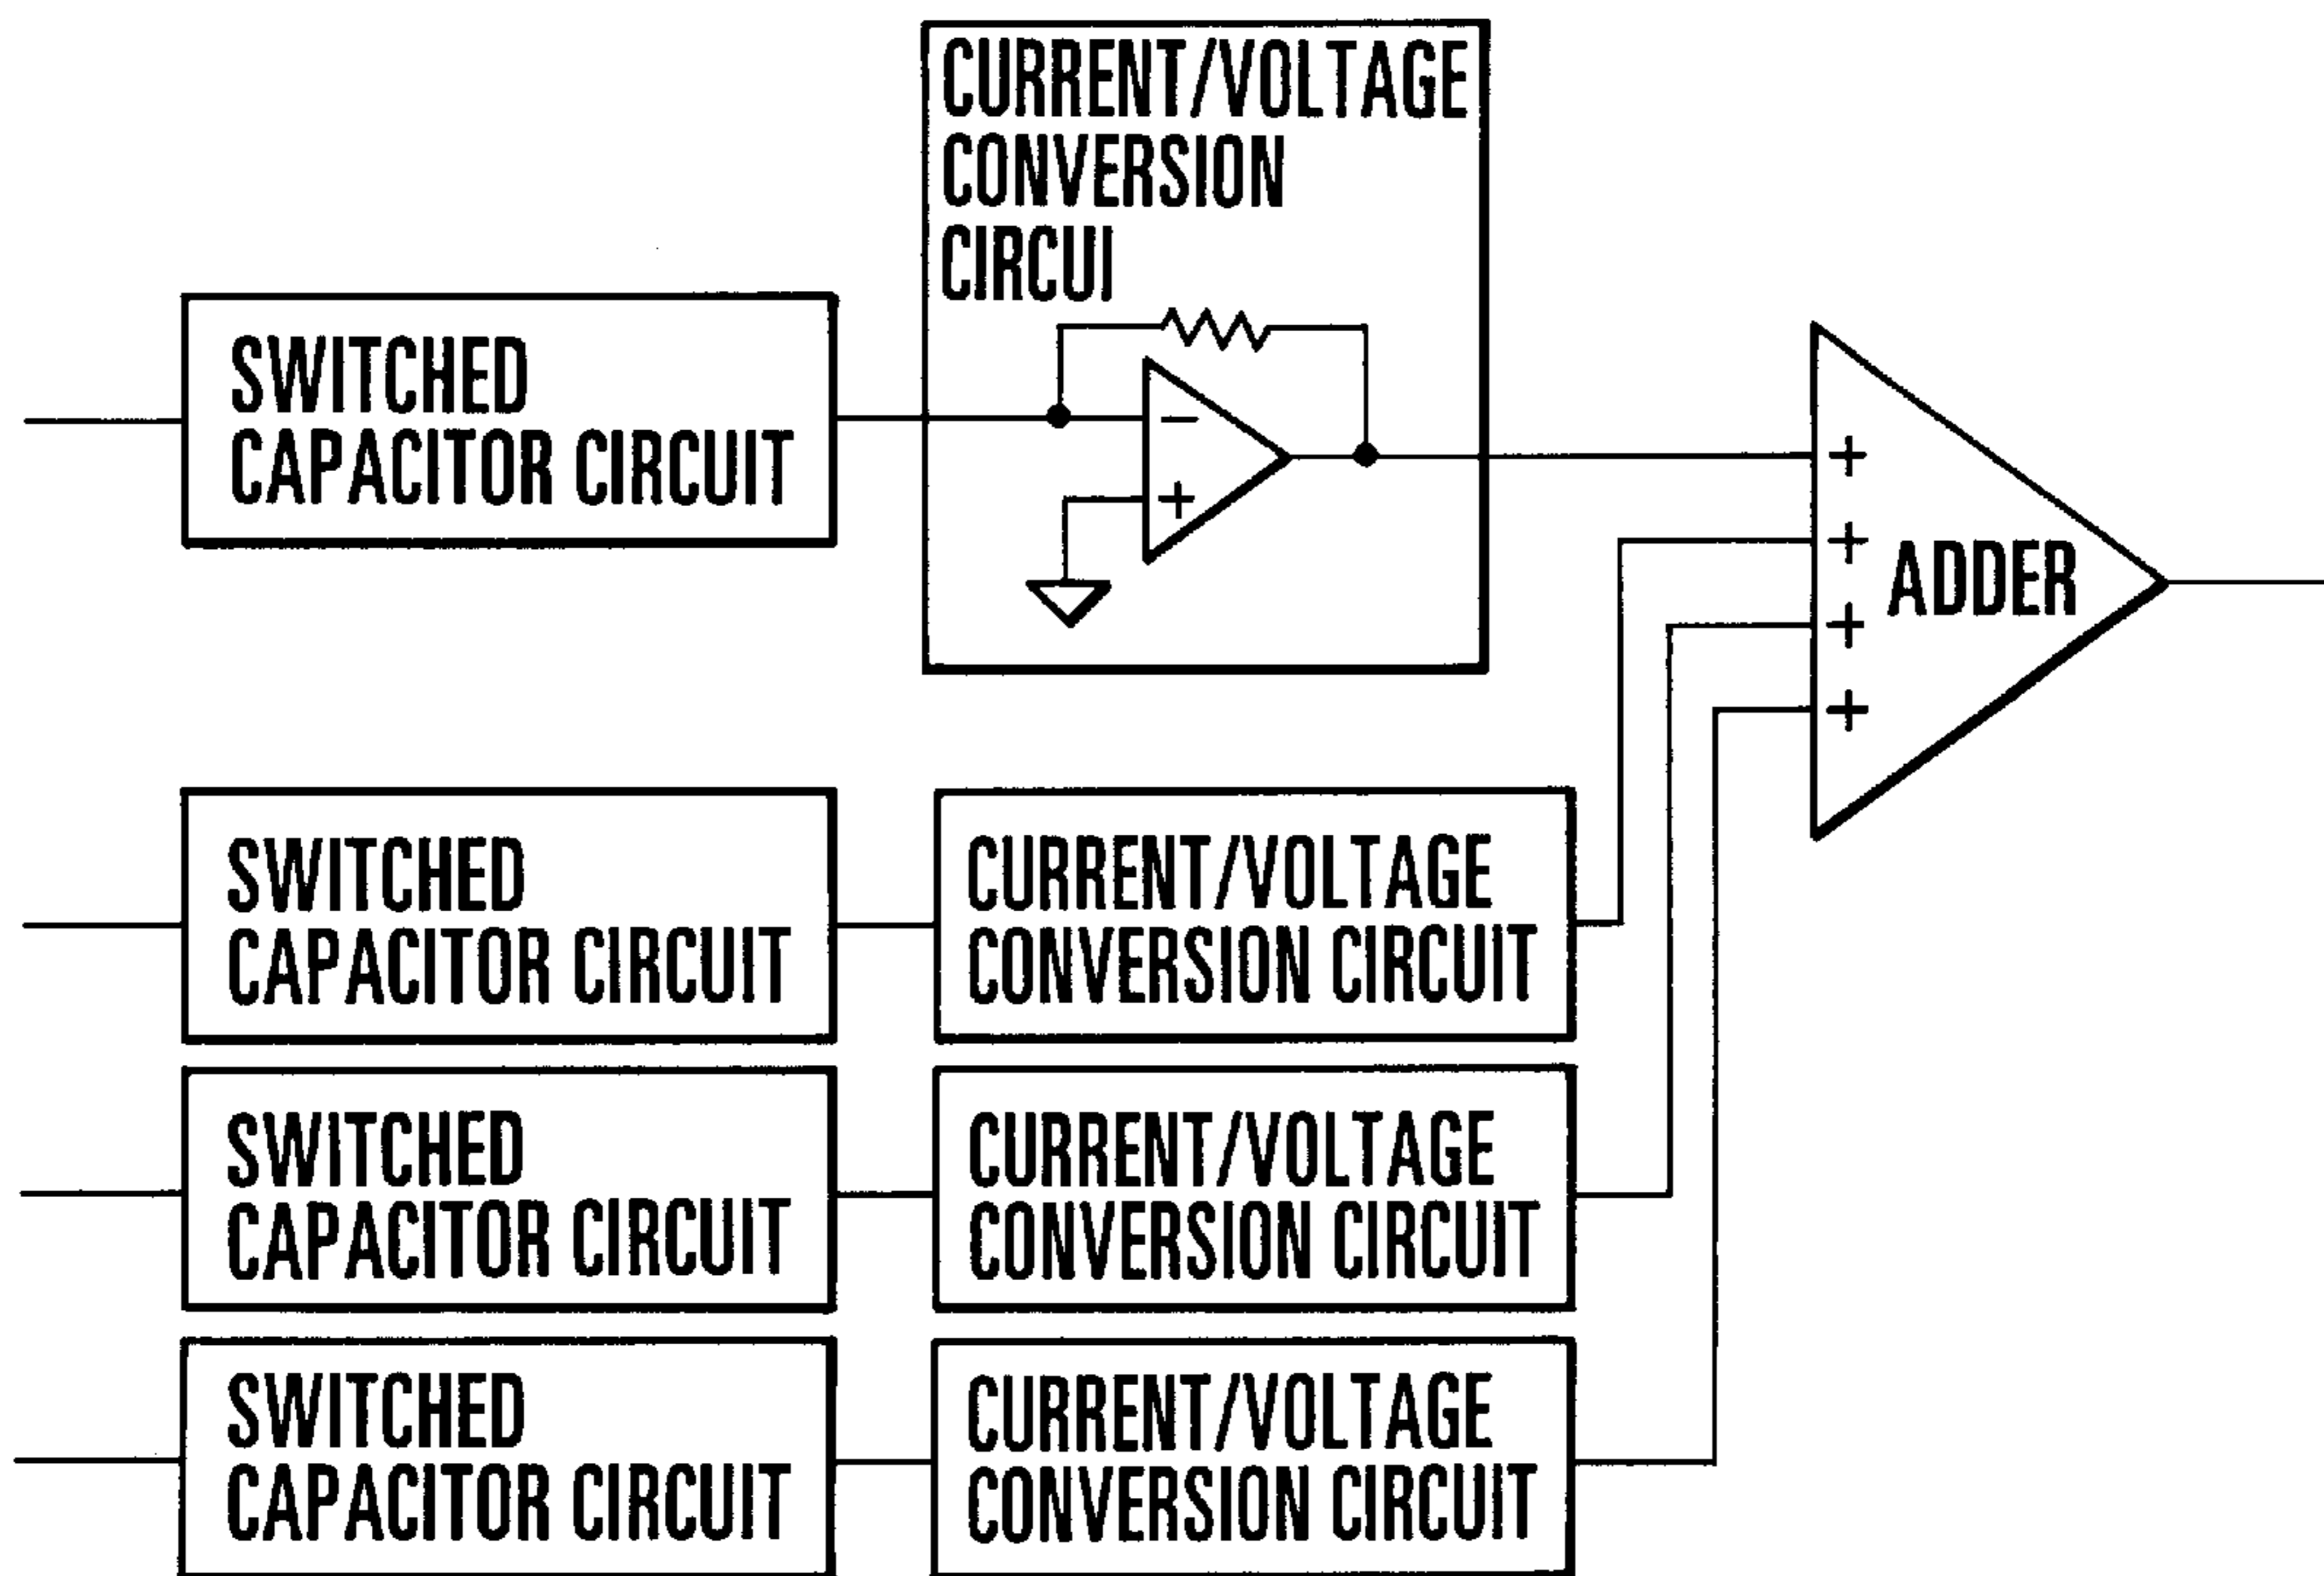 CURRENT/VOLTAGE
CONVERSION
CIRCUI
SWITCHED
CAPACITOR CIRCUIT
-
+
+
+
+
+
ADDER
SWITCHED
CAPACITOR CIRCUIT
CURRENT/VOLTAGE
CONVERSION CIRCUIT
SWITCHED
CAPACITOR CIRCUIT
CURRENT/VOLTAGE
CONVERSION CIRCUIT
SWITCHED
CAPACITOR CIRCUIT
CURRENT/VOLTAGE
CONVERSION CIRCUIT